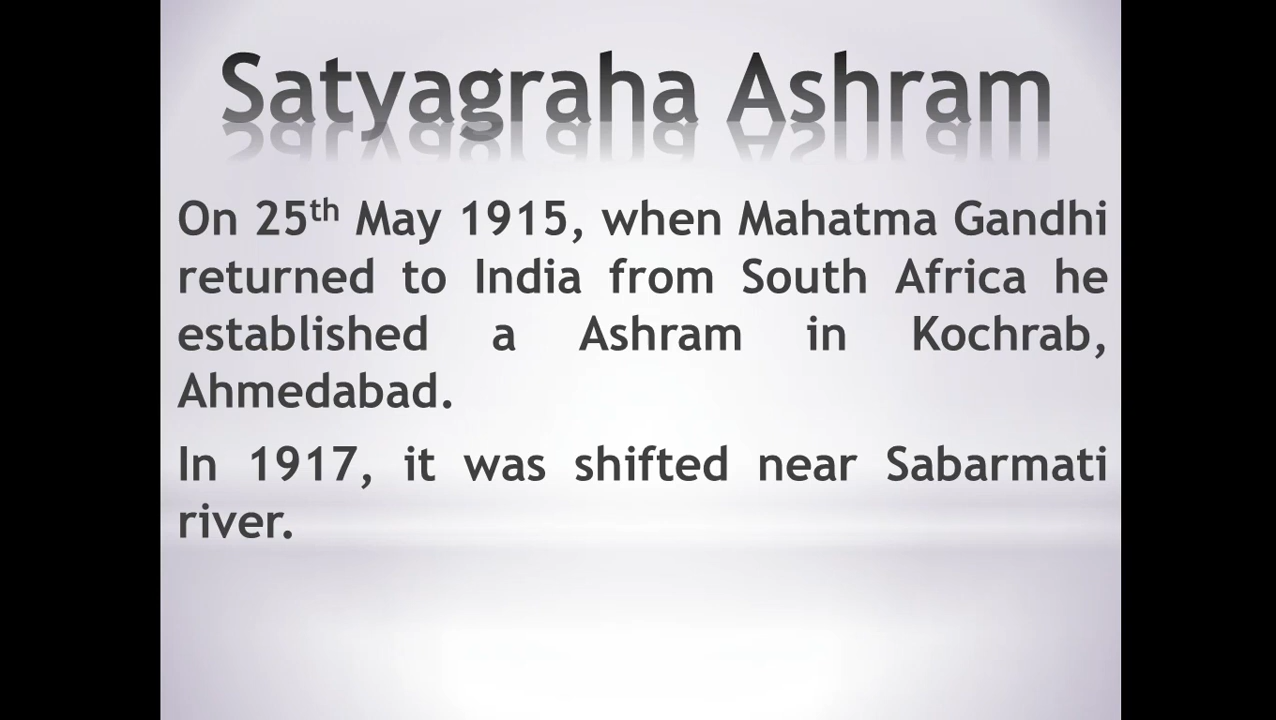 Satyagraha Ashram
On 25th May 1915, when Mahatma Gandhi
returned to India from South Africa he
established a Ashram in Kochrab,
Ahmedabad.
In 1917, it was shifted near Sabarmati
river.